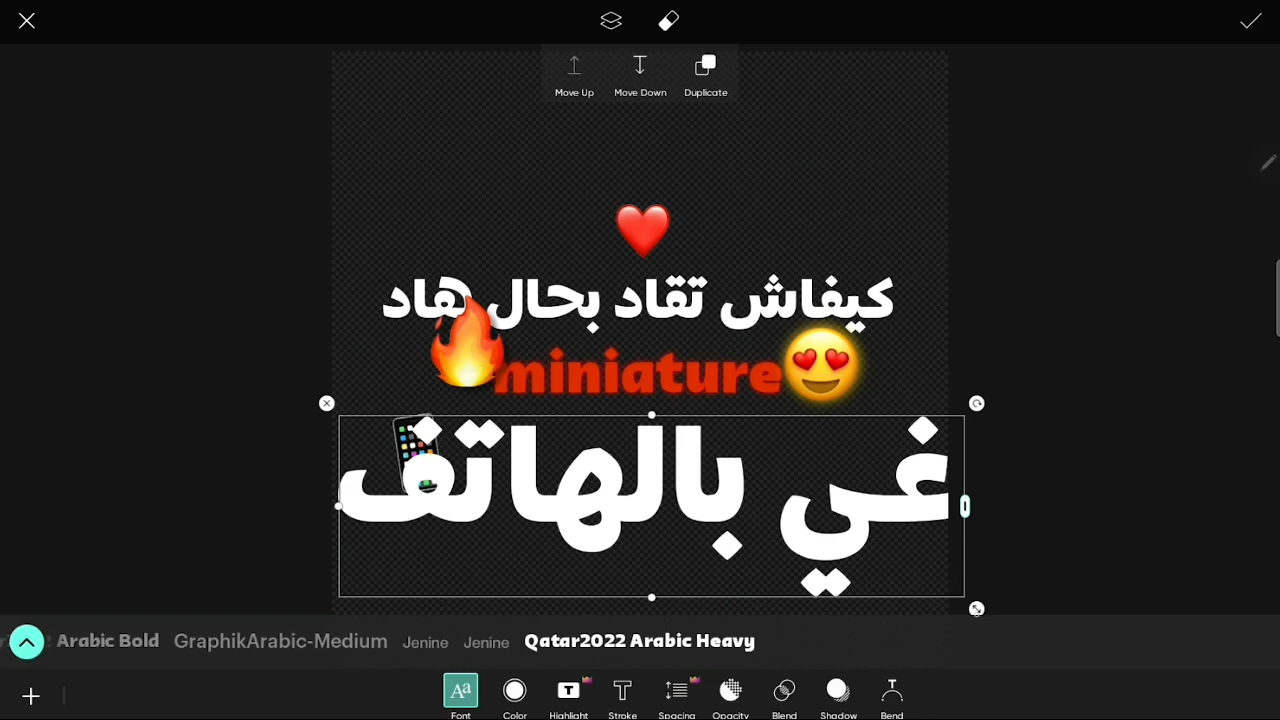 Move Up
Move Down
Duplicate
كيفاش تقاد بحال هاد
miniature
غي بالهاتف
Arabic Bold
GraphikArabic-Medium
Jenine
Jenine
Qatar2022 Arabic Heavy
Aa
Font
Color
T
Highlight
T
Stroke
Spacing
Opacity
Blend
Shadow
T
Bend